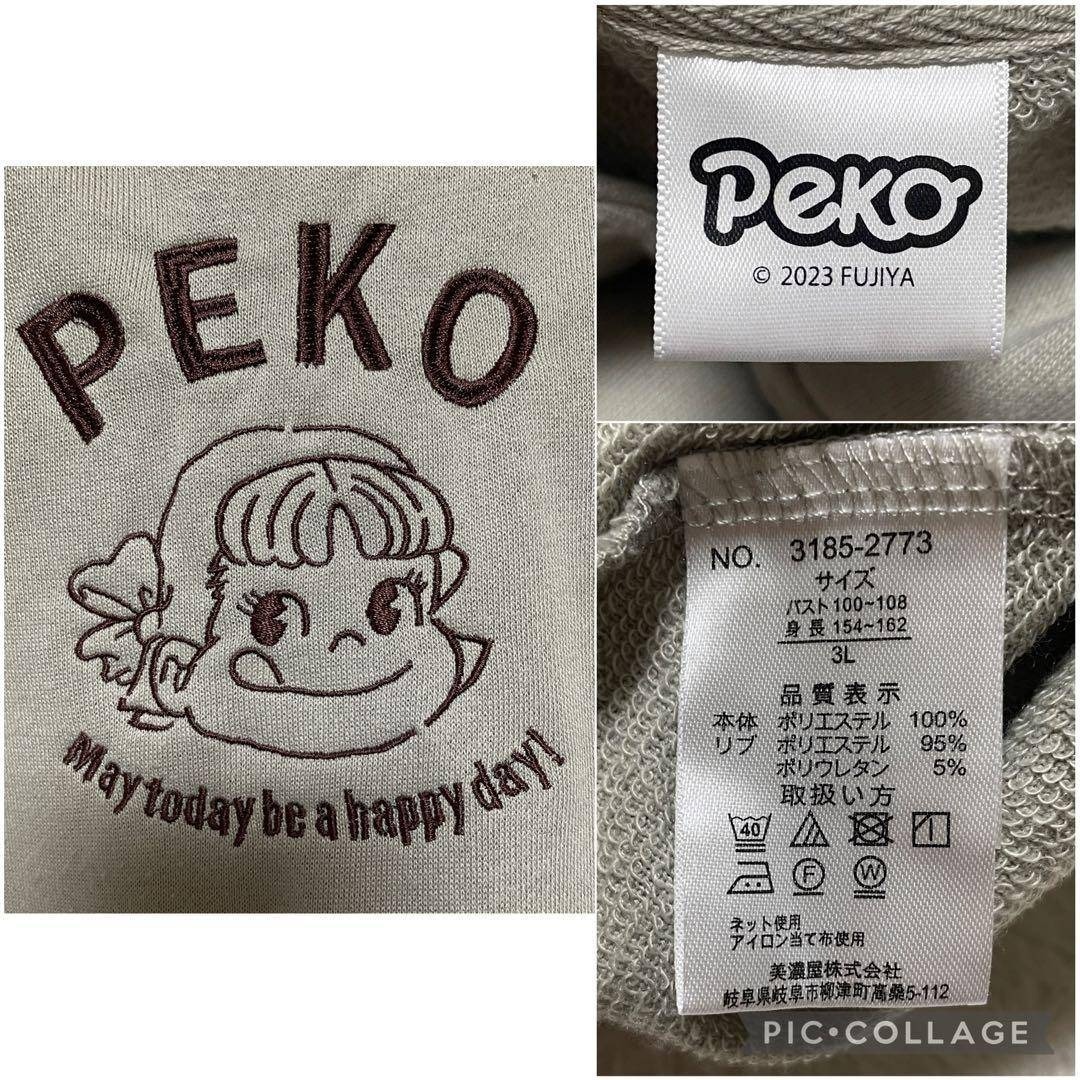 PEKO
May today be a happy day!
Peko
© 2023 FUJIYA
NO. 3185-2773
サイズ
バスト100~108
身長154~162
3L
品質表示
本体 ポリエステル 100%
リブ ポリエステル 95%
ポリウレタン 5%
取扱い方
40
F W
ネット使用
アイロン当て布使用
美濃屋株式会社
岐阜県岐阜市柳津町高桑5-112
PIC•COLLAGE